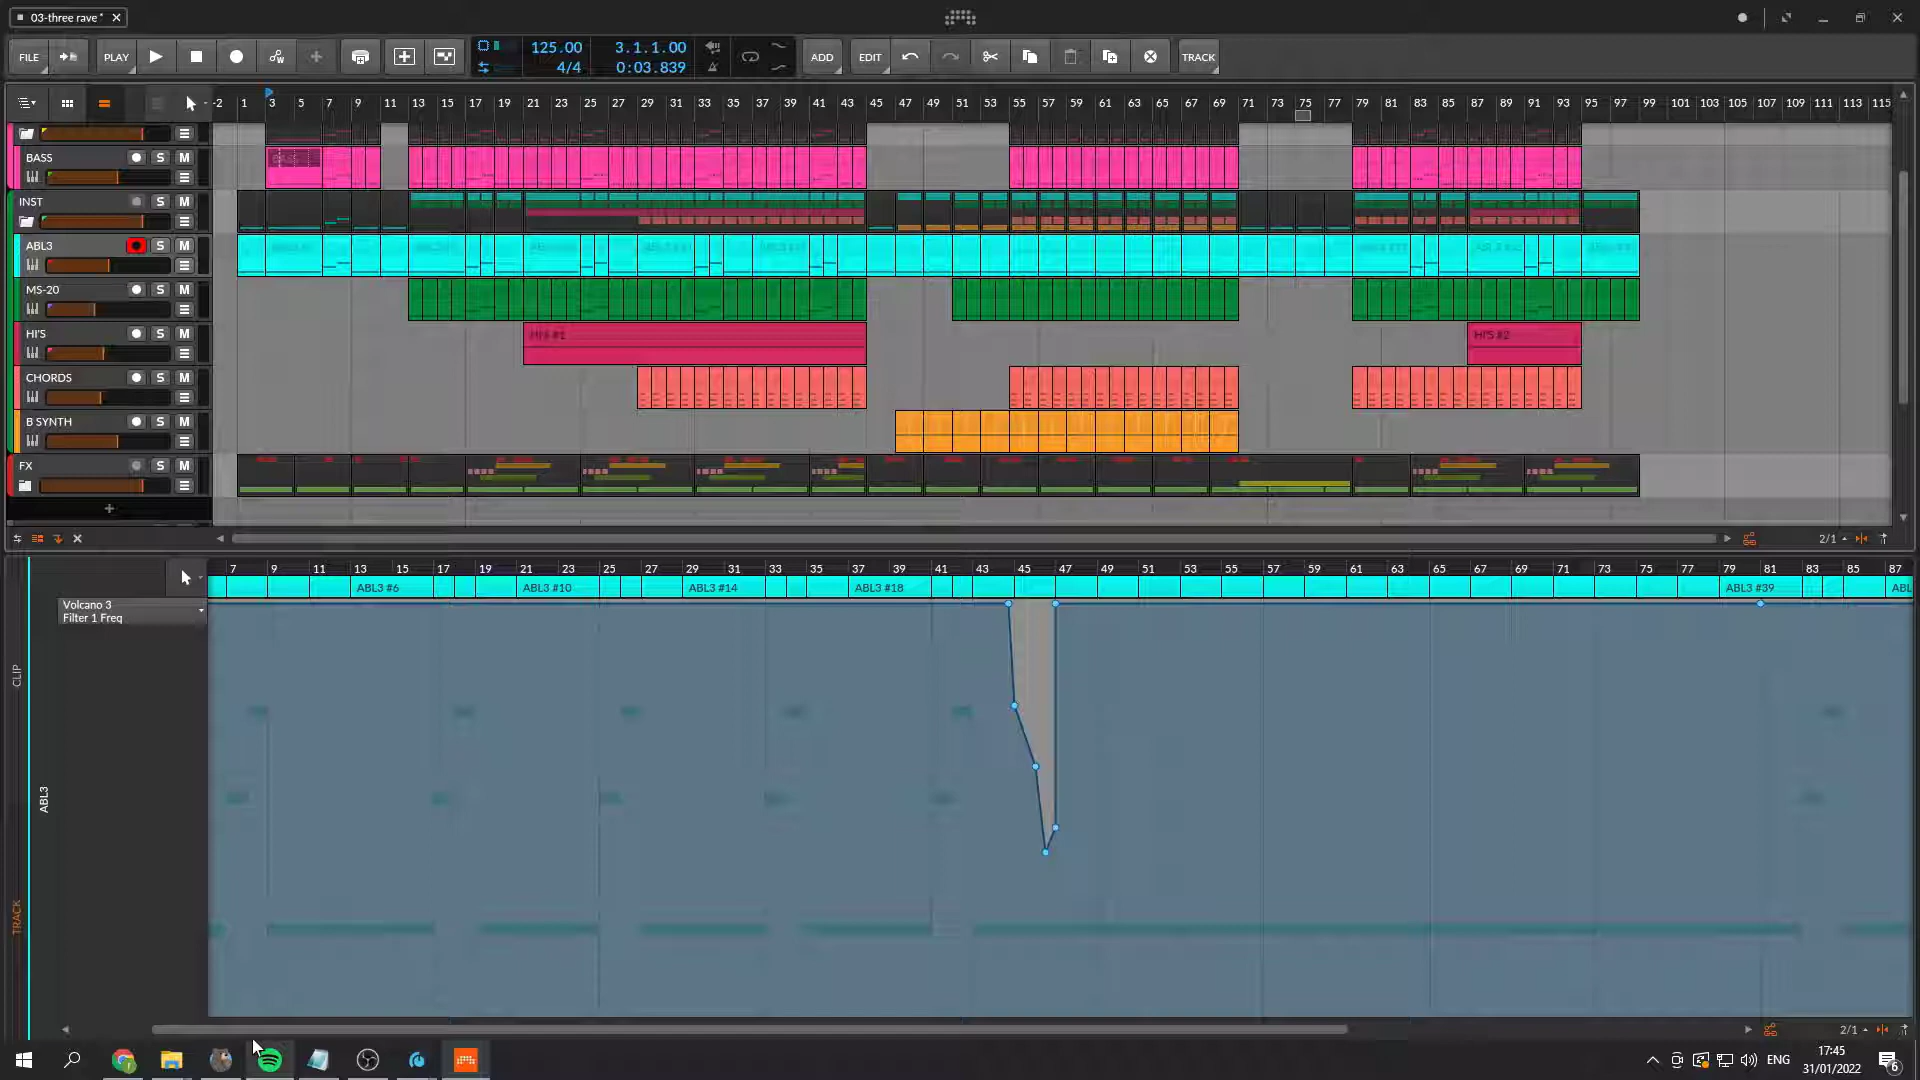 03-three rave*
FILE
PLAY
125.00
4/4
3.1.1.00
0:03.839
ADD
EDIT
TRACK
-2 1 3 5 7 9 11 13 15 17 19 21 23 25 27 29 31 33 35 37 39 41 43 45 47 49 51 53 55 57 59 61 63 65 67 69 71 73 75 77 79 81 83 85 87 89 91 93 95 97 99 101 103 105 107 109 111 113 115
BASS S M
INST S M
ABL3 S M
MS-20 S M
HI'S S M
HI'S #1
HI'S #2
CHORDS S M
B SYNTH S M
FX S M
+
2/1
7 9 11 13 15 17 19 21 23 25 27 29 31 33 35 37 39 41 43 45 47 49 51 53 55 57 59 61 63 65 67 69 71 73 75 77 79 81 83 85 87
ABL3 #6 ABL3 #10 ABL3 #14 ABL3 #18 ABL3 #39 ABL
Volcano 3
Filter 1 Freq
CLIP
ABL3
TRACK
2/1
ENG
17:45
31/01/2022
6